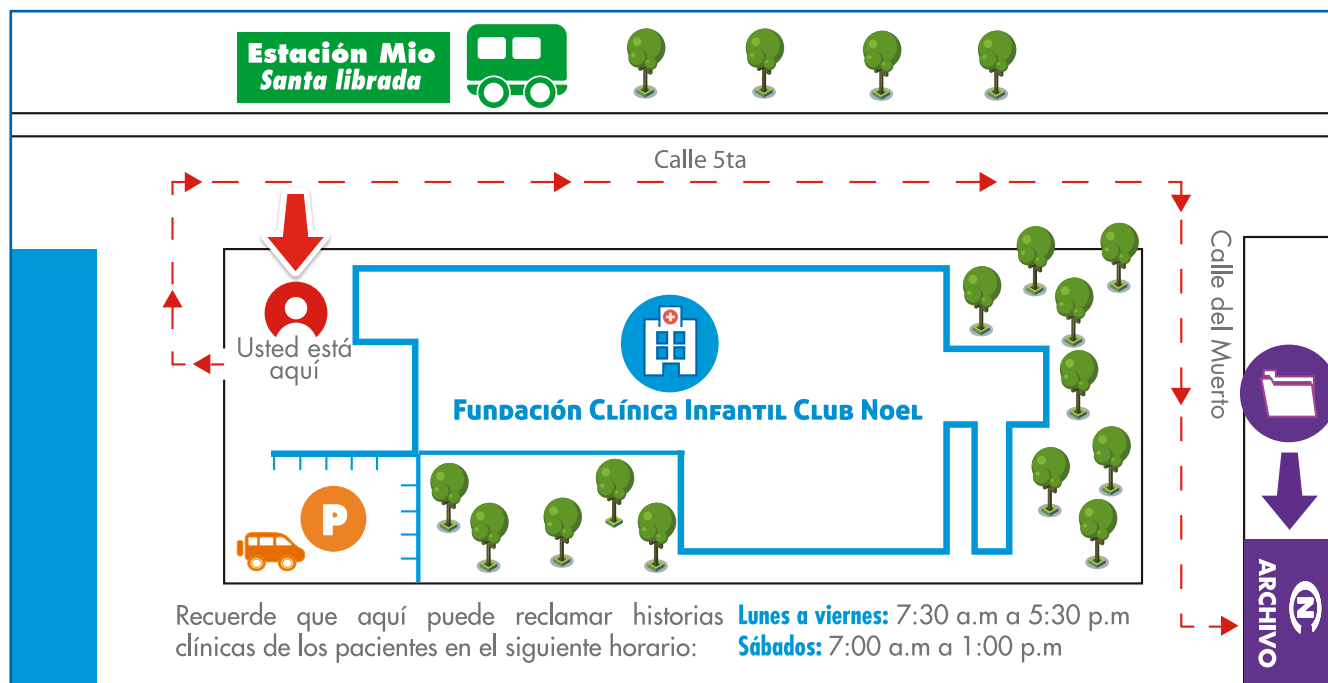 Estación Mio
Santa librada
Calle 5ta
Calle del Muerto
Usted está
aquí
Fundación Clínica Infantil Club Noel
P
NC
ARCHIVO
Recuerde que aquí puede reclamar historias
clínicas de los pacientes en el siguiente horario:
Lunes a viernes: 7:30 a.m a 5:30 p.m
Sábados: 7:00 a.m a 1:00 p.m